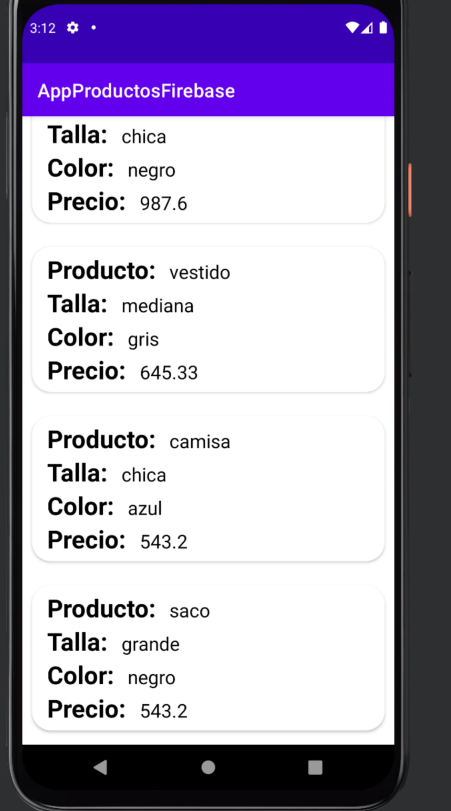 3:12
AppProductosFirebase
Talla: chica
Color: negro
Precio: 987.6
Producto: vestido
Talla: mediana
Color: gris
Precio: 645.33
Producto: camisa
Talla: chica
Color: azul
Precio: 543.2
Producto: saco
Talla: grande
Color: negro
Precio: 543.2